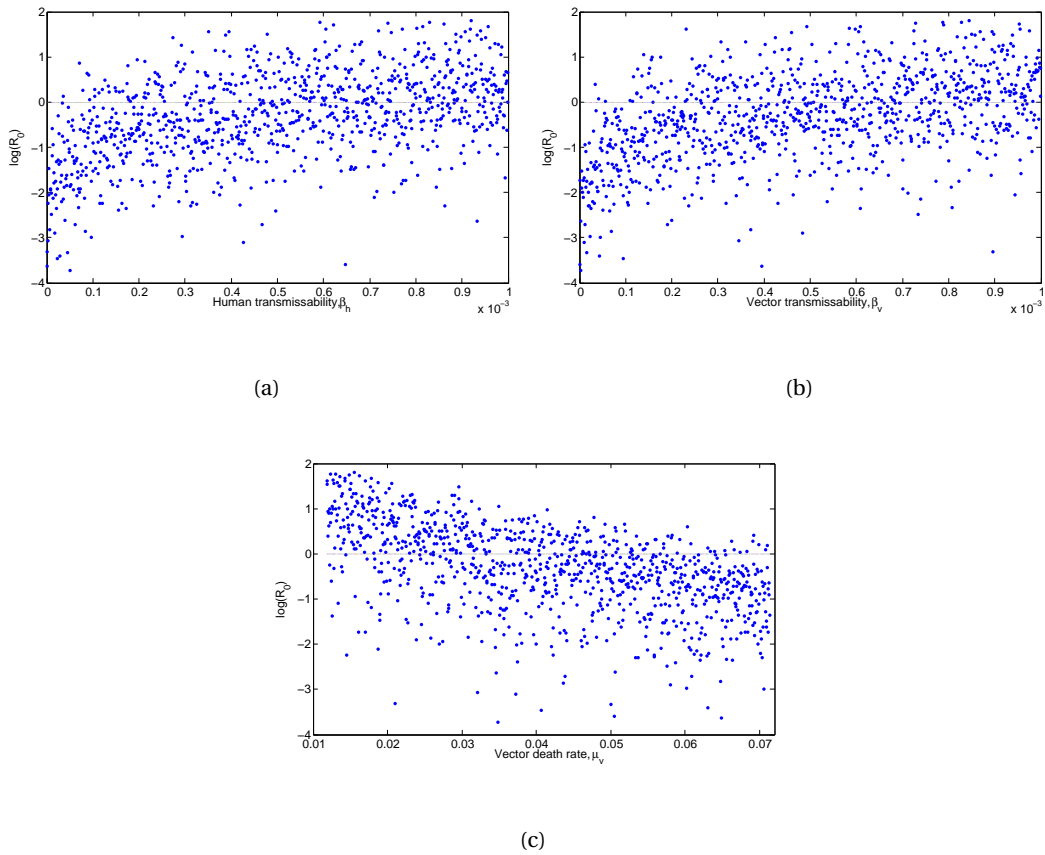 2
1
0
−1
−2
−3
−4
log(R0)
0 0.1 0.2 0.3 0.4 0.5 0.6 0.7 0.8 0.9 1
Human transmissability, βh
x 10−3
(a)
2
1
0
−1
−2
−3
−4
log(R0)
0 0.1 0.2 0.3 0.4 0.5 0.6 0.7 0.8 0.9 1
Vector transmissability, βv
x 10−3
(b)
2
1
0
−1
−2
−3
−4
log(R0)
0.01 0.02 0.03 0.04 0.05 0.06 0.07
Vector death rate, μv
(c)